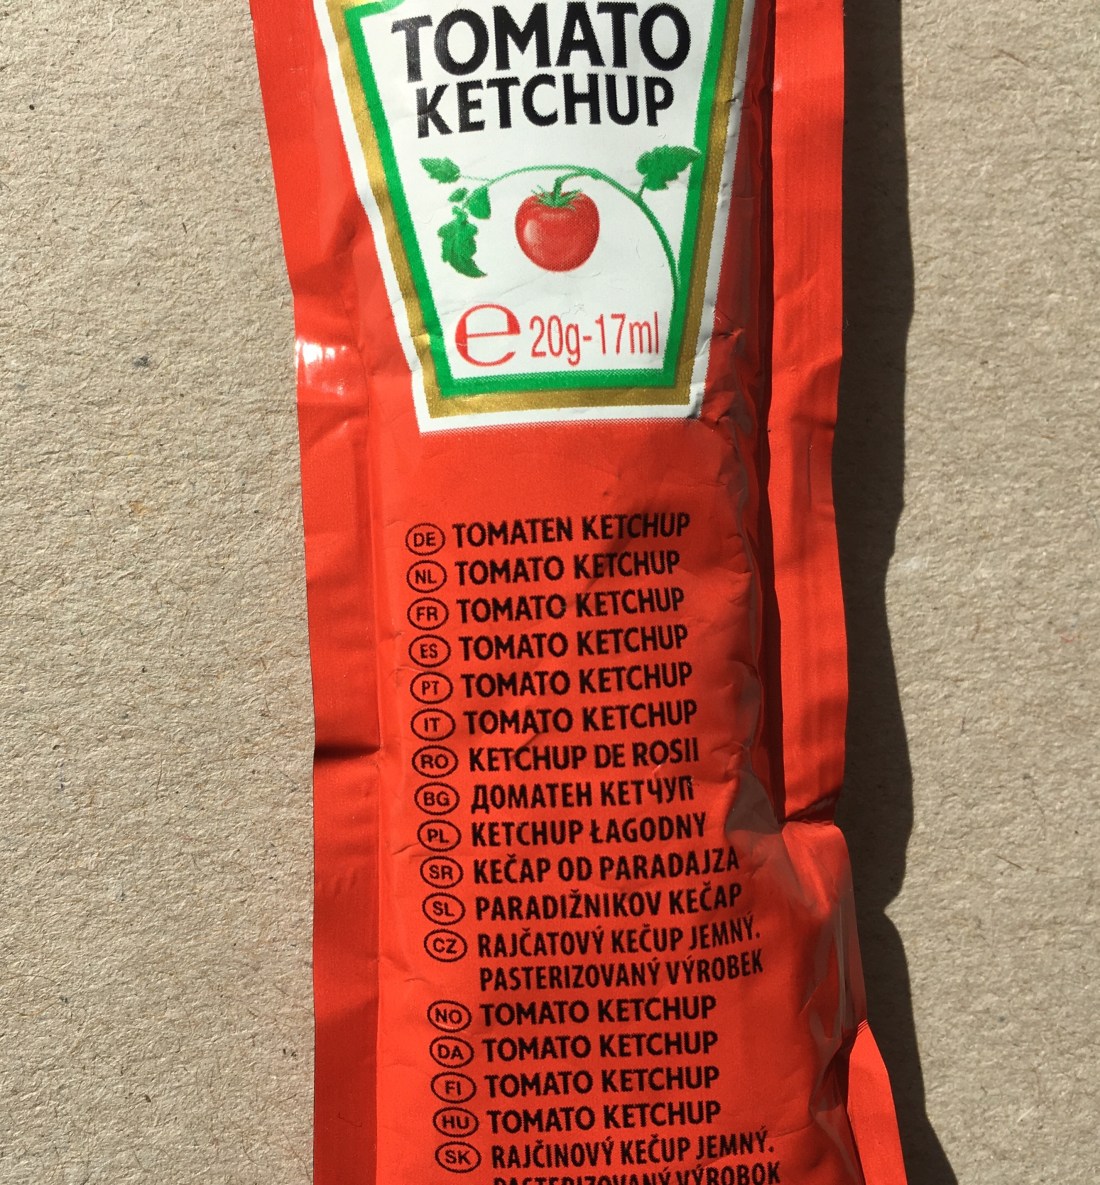 TOMATO
KETCHUP
e 20g-17ml
DE TOMATEN KETCHUP
NL TOMATO KETCHUP
FR TOMATO KETCHUP
ES TOMATO KETCHUP
PT TOMATO KETCHUP
IT TOMATO KETCHUP
RO KETCHUP DE ROSII
BG ДОМАТЕН КЕТЧУП
PL KETCHUP ŁAGODNY
SR KEČAP OD PARADAJZA
SL PARADIŽNIKOV KEČAP
CZ RAJČATOVÝ KEČUP JEMNÝ.
PASTERIZOVANÝ VÝROBEK
NO TOMATO KETCHUP
DA TOMATO KETCHUP
FI TOMATO KETCHUP
HU TOMATO KETCHUP
SK RAJČINOVÝ KEČUP JEMNÝ.
PASTERIZOVANÝ VÝROBOK